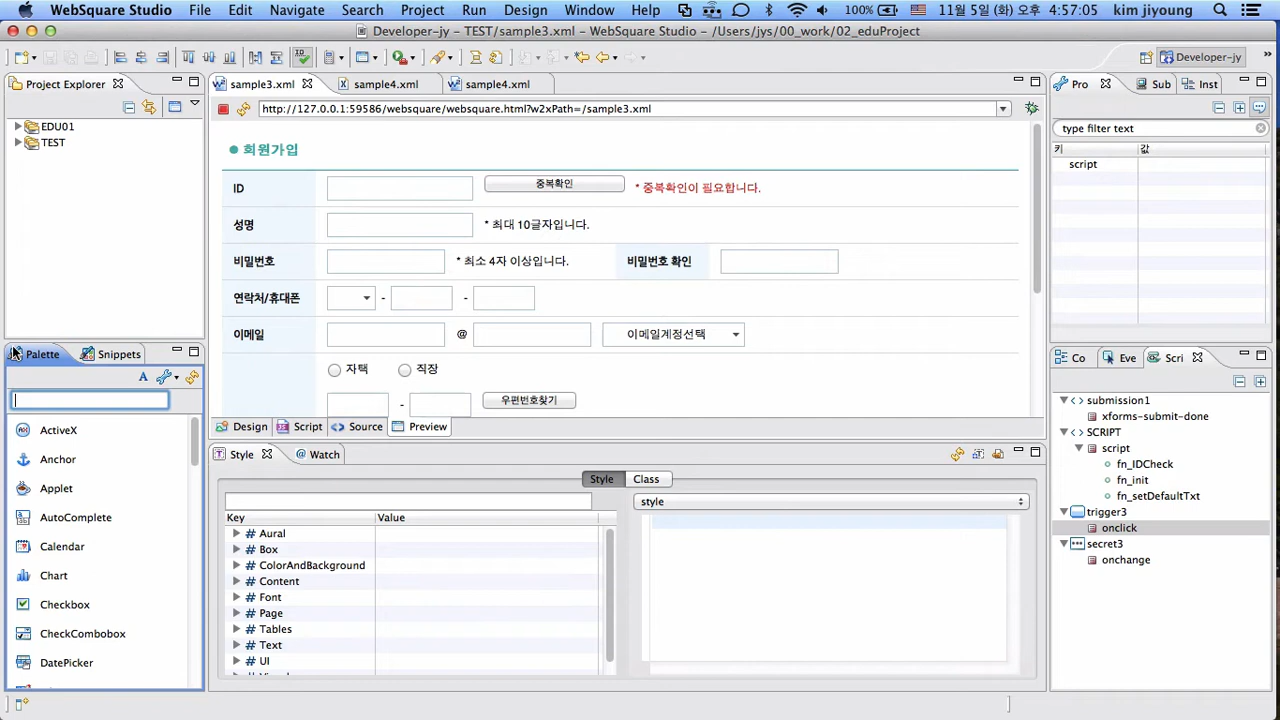 WebSquare Studio File Edit Navigate Search Project Run Design Window Help 100% 11월 5일 (화) 오후 4:57:05 kim jiyoung
Developer-jy - TEST/sample3.xml - WebSquare Studio - /Users/jys/00_work/02_eduProject
Developer-jy
Project Explorer
EDU01
TEST
sample3.xml sample4.xml sample4.xml
http://127.0.0.1:59586/websquare/websquare.html?w2xPath=/sample3.xml
회원가입
ID 중복확인 * 중복확인이 필요합니다.
성명 * 최대 10글자입니다.
비밀번호 * 최소 4자 이상입니다. 비밀번호 확인
연락처/휴대폰 - -
이메일 @ 이메일계정선택
자택 직장
- 우편번호찾기
Design Script Source Preview
Pro Sub Inst
type filter text
키 값
script
Palette Snippets
A
ActiveX
Anchor
Applet
AutoComplete
Calendar
Chart
Checkbox
CheckCombobox
DatePicker
Style Watch
Style Class
style
Key Value
# Aural
# Box
# ColorAndBackground
# Content
# Font
# Page
# Tables
# Text
# UI
Co Eve Scri
submission1
xforms-submit-done
SCRIPT
script
fn_IDCheck
fn_init
fn_setDefaultTxt
trigger3
onclick
secret3
onchange